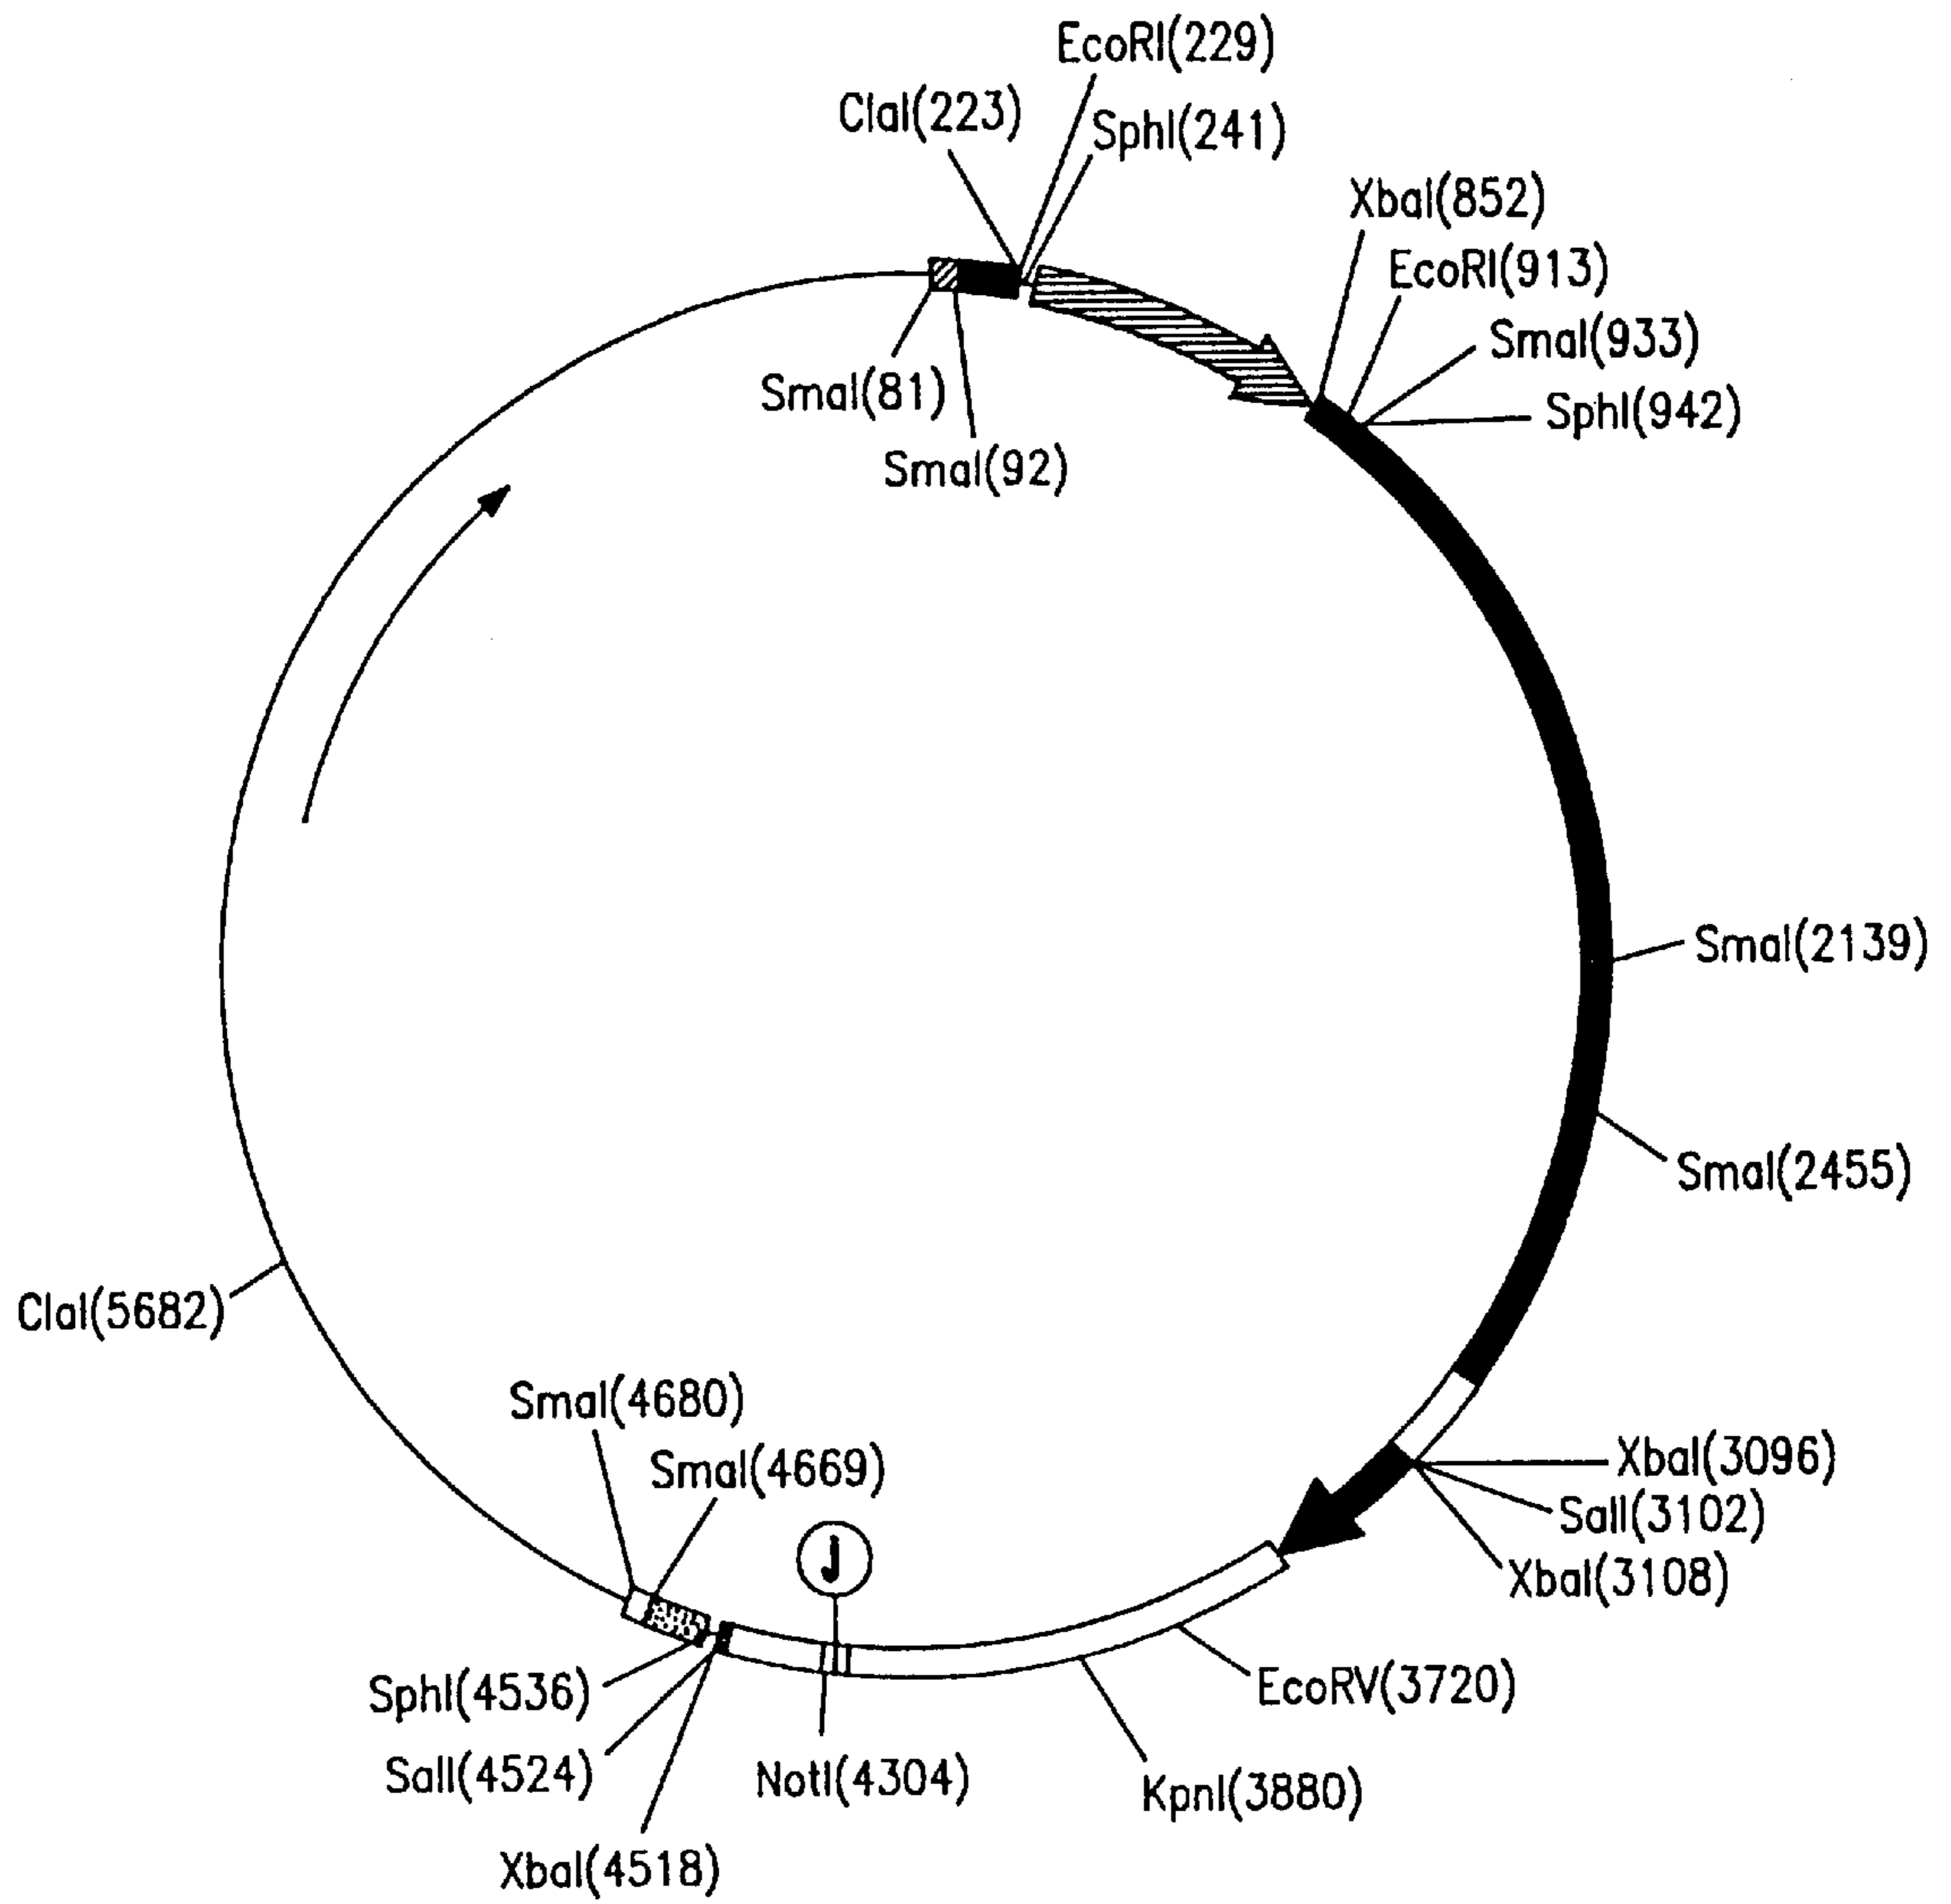 EcoRI(229)
ClaI(223)
SphI(241)
XbaI(852)
EcoRI(913)
SmaI(933)
SphI(942)
SmaI(81)
SmaI(92)
SmaI(2139)
SmaI(2455)
ClaI(5682)
SmaI(4680)
SmaI(4669)
XbaI(3096)
SalI(3102)
XbaI(3108)
J
SphI(4536)
EcoRV(3720)
SalI(4524)
NotI(4304)
KpnI(3880)
XbaI(4518)